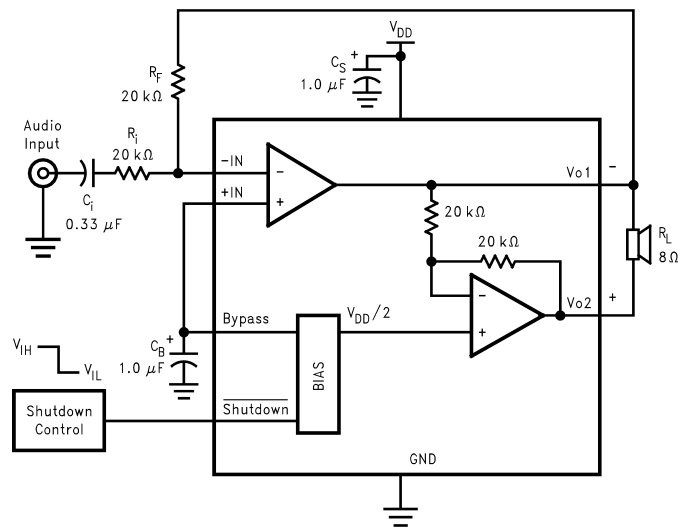 V_DD
C_S +
1.0 μF
R_F
20 kΩ
Audio
Input
R_i
20 kΩ
C_i
0.33 μF
-IN
+IN
-
+
Vo1
-
20 kΩ
20 kΩ
R_L
8Ω
Vo2
+
-
+
Bypass
V_DD/2
C_B +
1.0 μF
BIAS
V_IH
V_IL
Shutdown
Shutdown
Control
GND